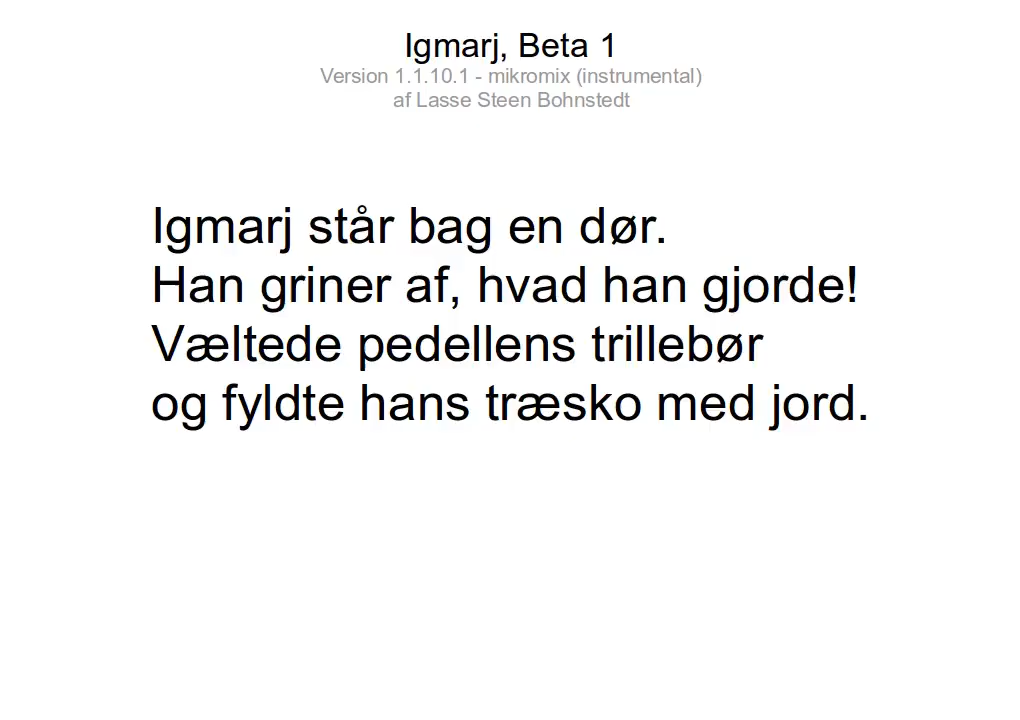 Igmarj, Beta 1
Version 1.1.10.1 - mikromix (instrumental)
af Lasse Steen Bohnstedt
Igmarj står bag en dør.
Han griner af, hvad han gjorde!
Væltede pedellens trillebør
og fyldte hans træsko med jord.